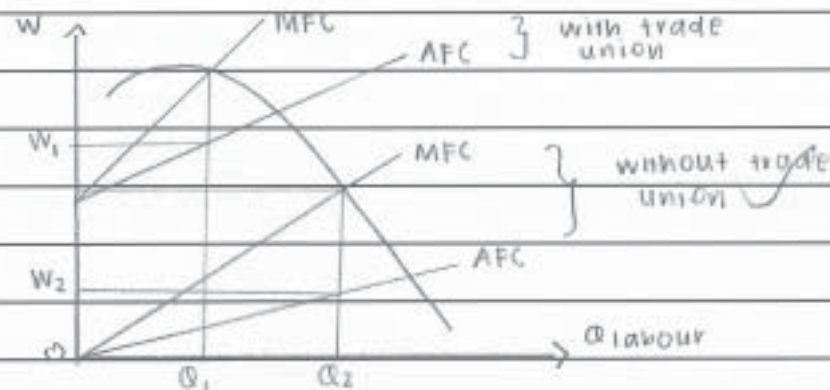 W
MFC
AFC } with trade union
W₁
MFC
} without trade union
AFC
W₂
Q labour
Q₁ Q₂